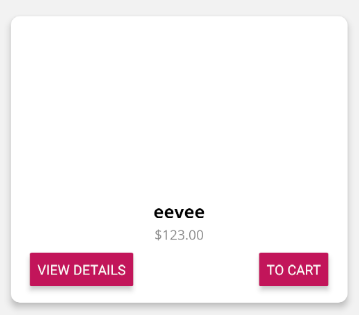 eevee
$123.00
VIEW DETAILS
TO CART